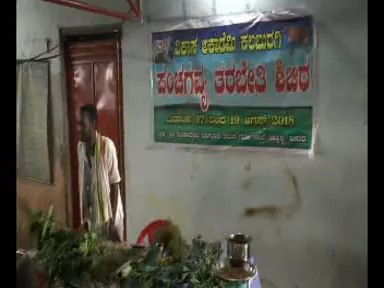 ವಿಕಾಸ ಅಕಾಡೆಮಿ ಕಲಬುರಗಿ
ಪಂಚಗವ್ಯ ತರಬೇತಿ ಶಿಬಿರ
ದಿನಾಂಕ 17 ರಿಂದ 19 ಆಗಸ್ಟ್ 2018